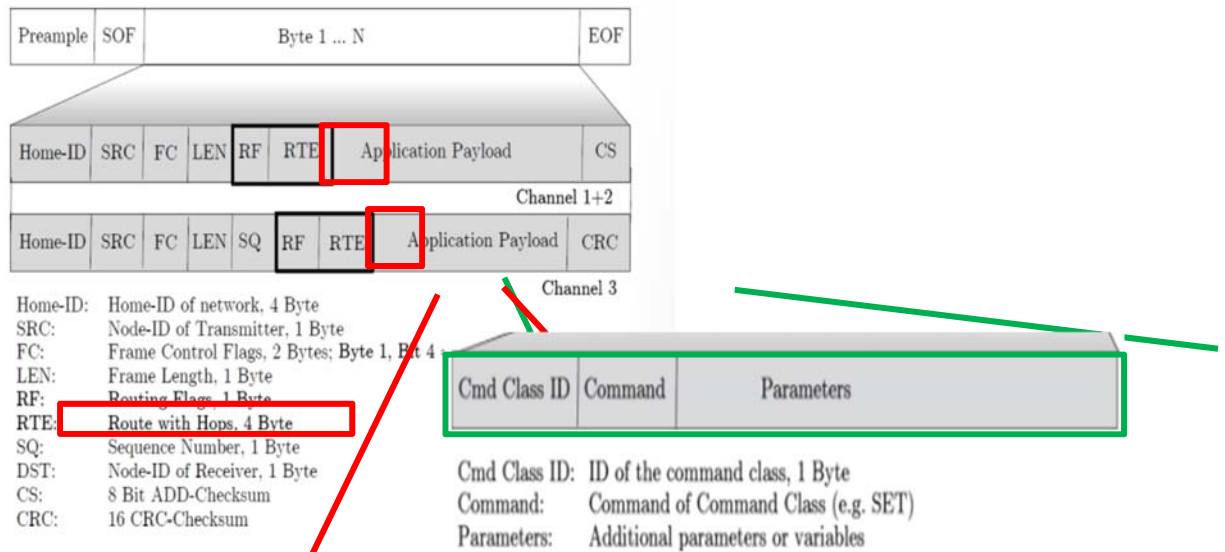 Preample SOF Byte 1 ... N EOF
Home-ID SRC FC LEN RF RTE Application Payload CS
Channel 1+2
Home-ID SRC FC LEN SQ RF RTE Application Payload CRC
Channel 3
Home-ID: Home-ID of network, 4 Byte
SRC: Node-ID of Transmitter, 1 Byte
FC: Frame Control Flags, 2 Bytes; Byte 1, Bit 4
LEN: Frame Length, 1 Byte
RF: Routing Flags, 1 Byte
RTE: Route with Hops, 4 Byte
SQ: Sequence Number, 1 Byte
DST: Node-ID of Receiver, 1 Byte
CS: 8 Bit ADD-Checksum
CRC: 16 CRC-Checksum
Cmd Class ID Command Parameters
Cmd Class ID: ID of the command class, 1 Byte
Command: Command of Command Class (e.g. SET)
Parameters: Additional parameters or variables